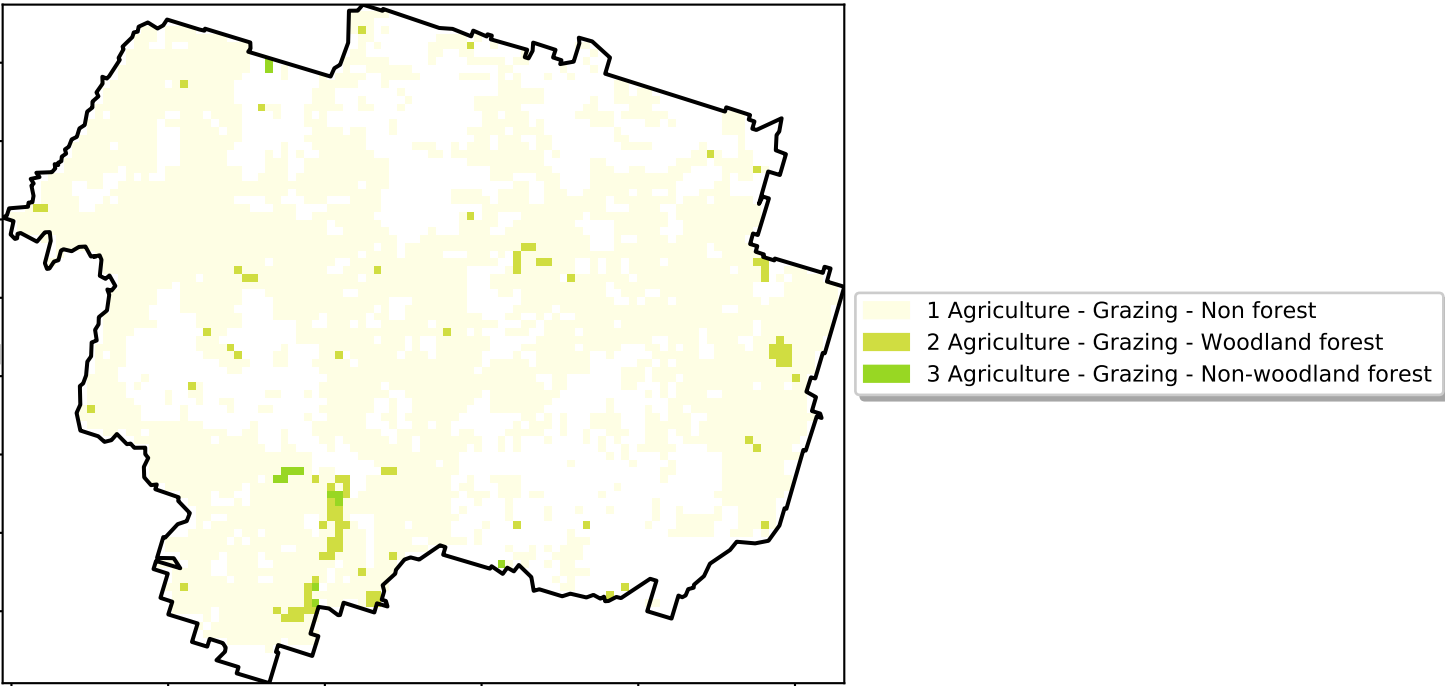 1 Agriculture - Grazing - Non forest
2 Agriculture - Grazing - Woodland forest
3 Agriculture - Grazing - Non-woodland forest